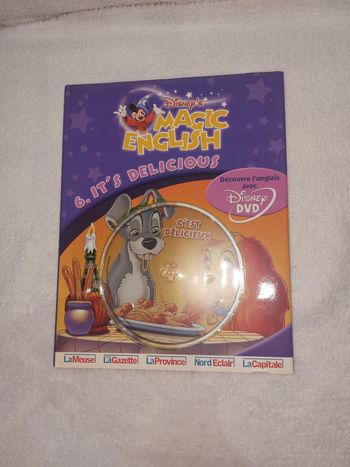 DISNEY'S
MAGIC
ENGLISH
6. IT'S DELICIOUS
Découvre l'anglais
avec
DISNEY
DVD
C'EST
DÉLICIEUX
LaMeuse
LaGazette
LaProvince
Nord Eclair
LaCapitale